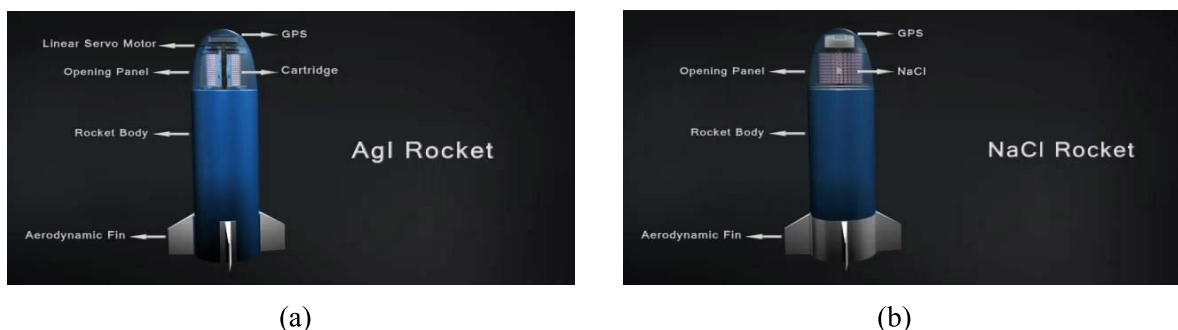 GPS
Linear Servo Motor
Opening Panel
Cartridge
Rocket Body
AgI Rocket
Aerodynamic Fin
(a)
GPS
Opening Panel
NaCl
Rocket Body
NaCl Rocket
Aerodynamic Fin
(b)